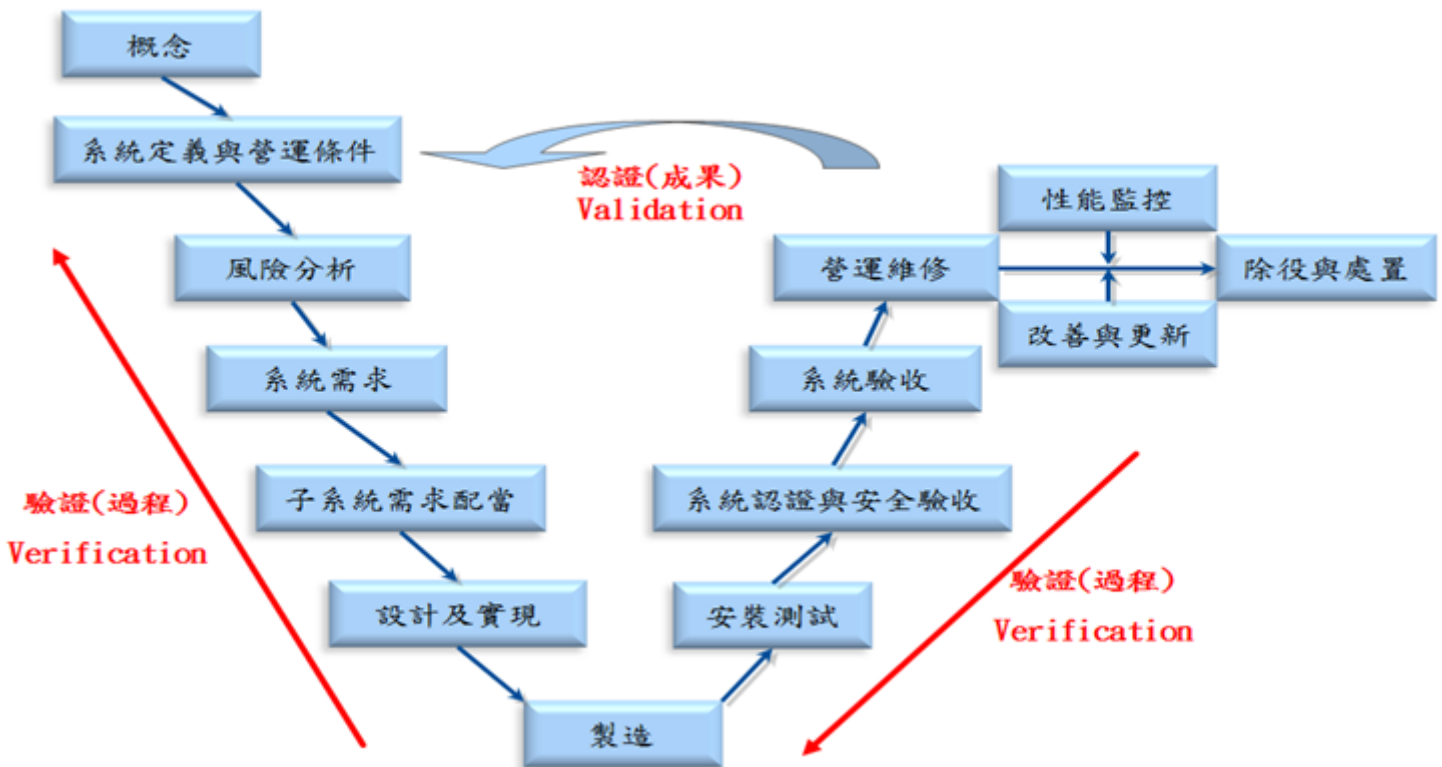 概念
系統定義與營運條件
認證(成果)
Validation
性能監控
風險分析
營運維修
除役與處置
改善與更新
系統需求
系統驗收
驗證(過程)
Verification
子系統需求配當
系統認證與安全驗收
設計及實現
安裝測試
驗證(過程)
Verification
製造